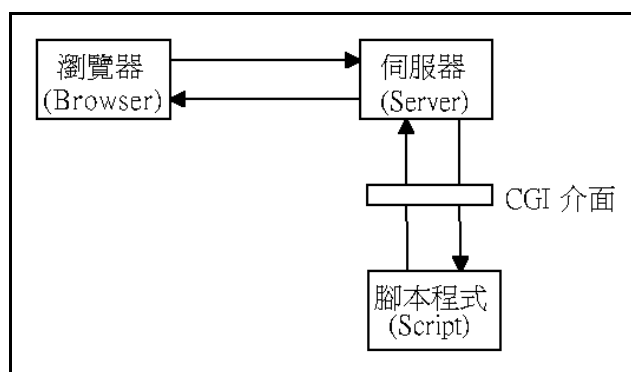 瀏覽器
(Browser)
伺服器
(Server)
CGI 介面
腳本程式
(Script)